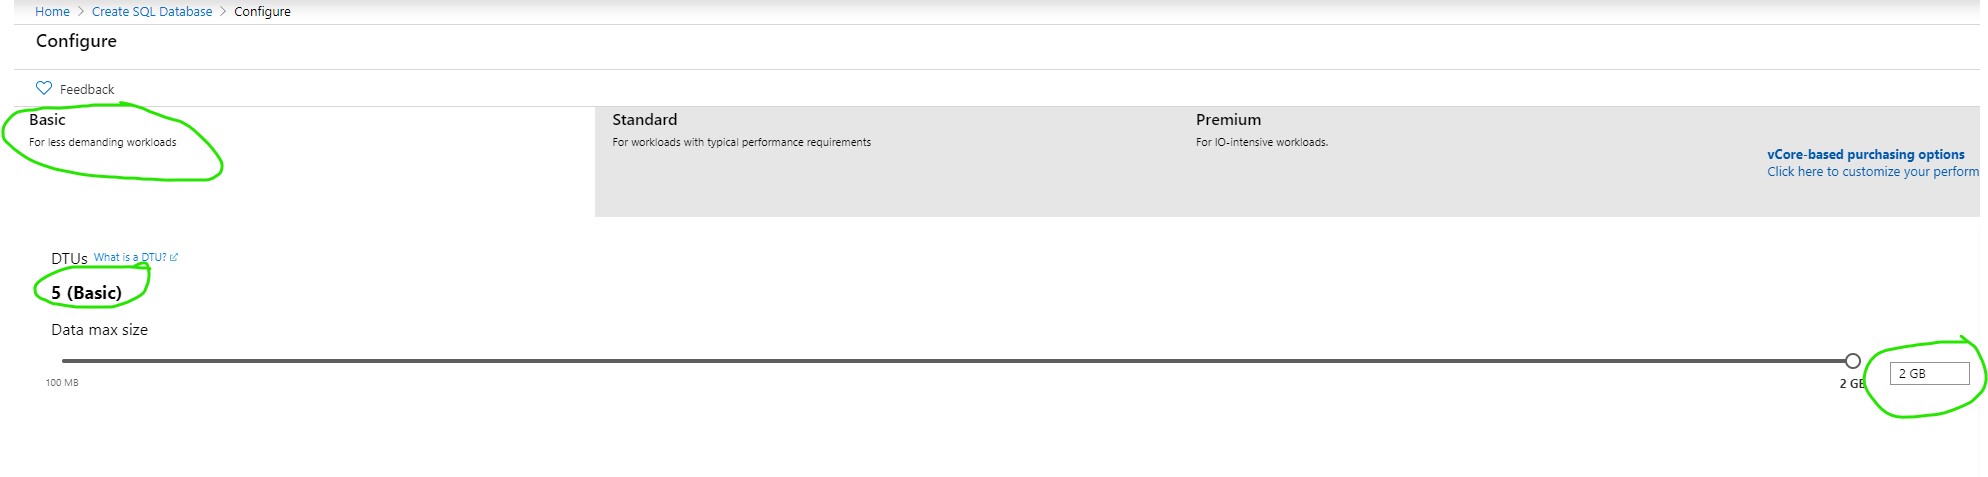 Home > Create SQL Database > Configure
Configure
Feedback
Basic
For less demanding workloads
Standard
For workloads with typical performance requirements
Premium
For IO-intensive workloads.
vCore-based purchasing options
Click here to customize your perform
DTUs What is a DTU?
5 (Basic)
Data max size
100 MB
2 GB
2 GB